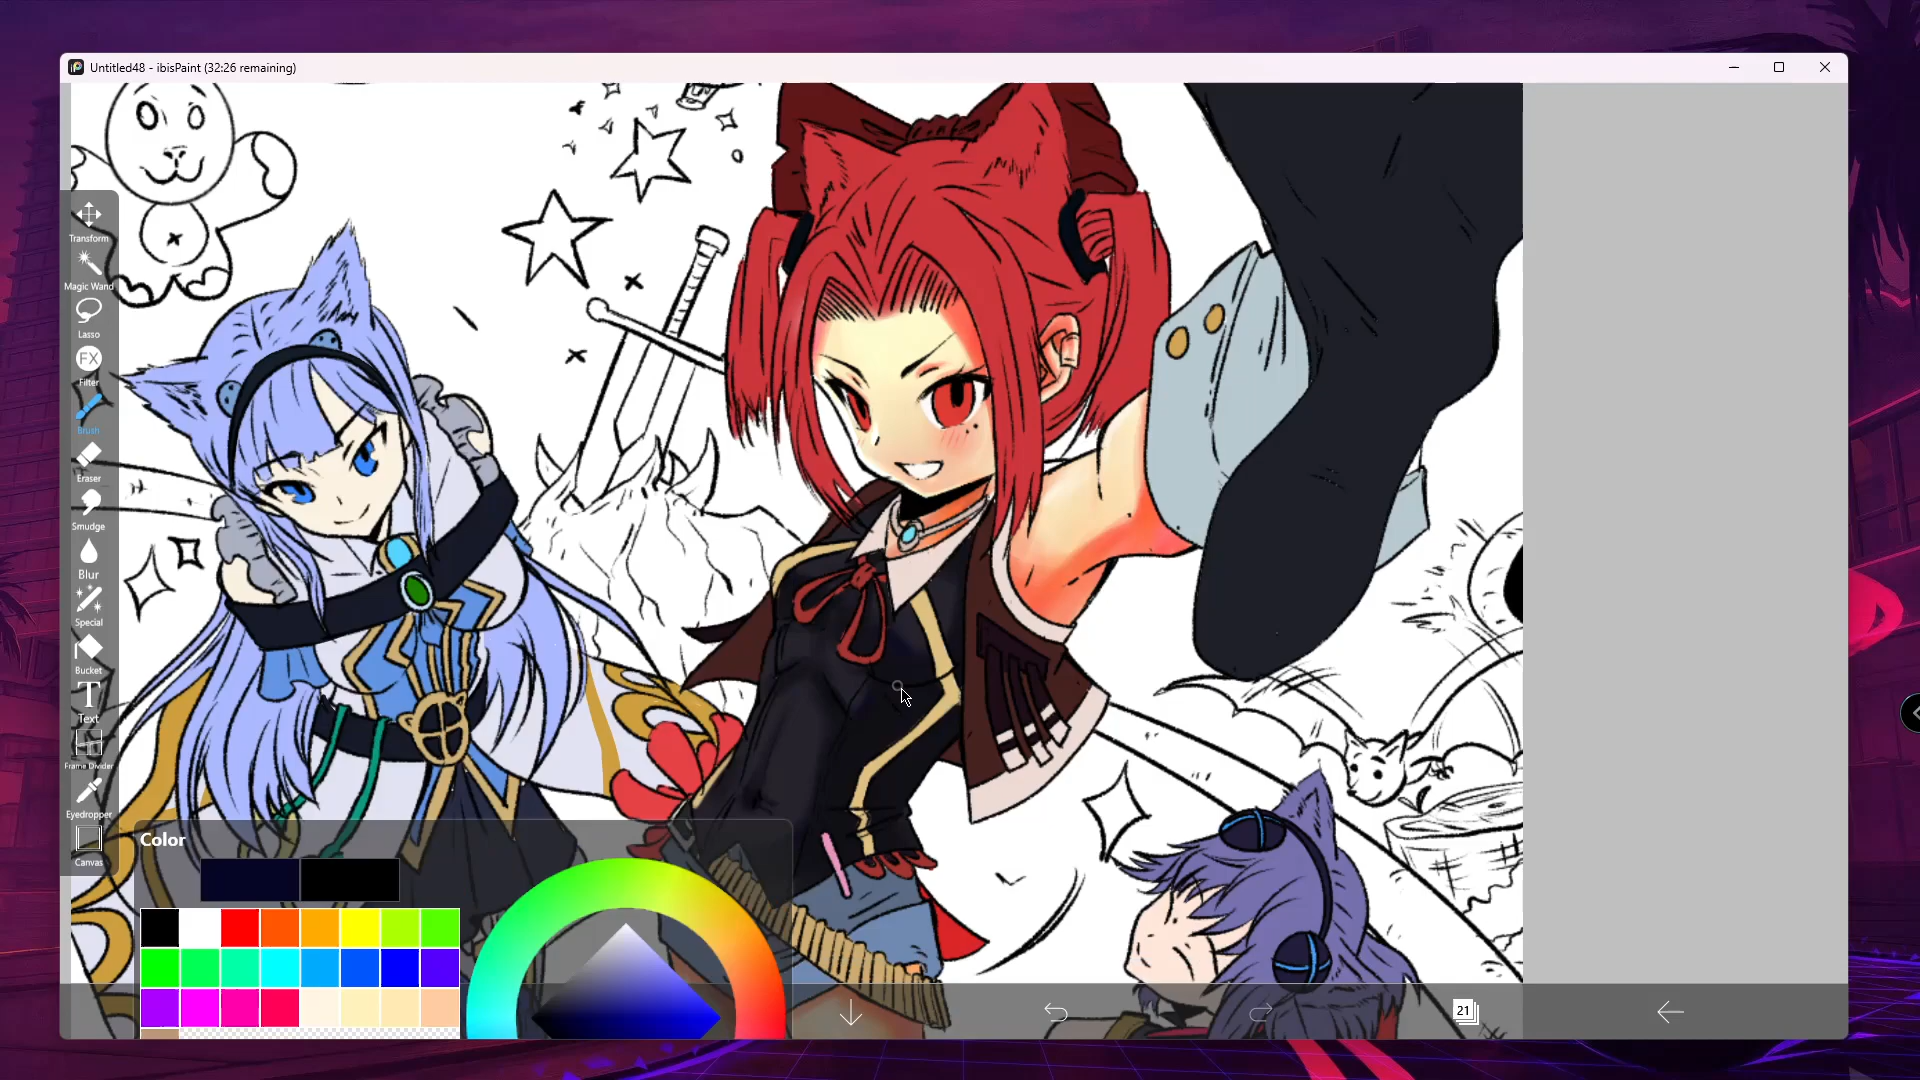 Untitled48 - ibisPaint (32:26 remaining)
Transform
Magic Wand
Lasso
FX
Filter
Brush
Eraser
Smudge
Blur
Special
Bucket
T
Text
Frame Divider
Eyedropper
Canvas
Color
21